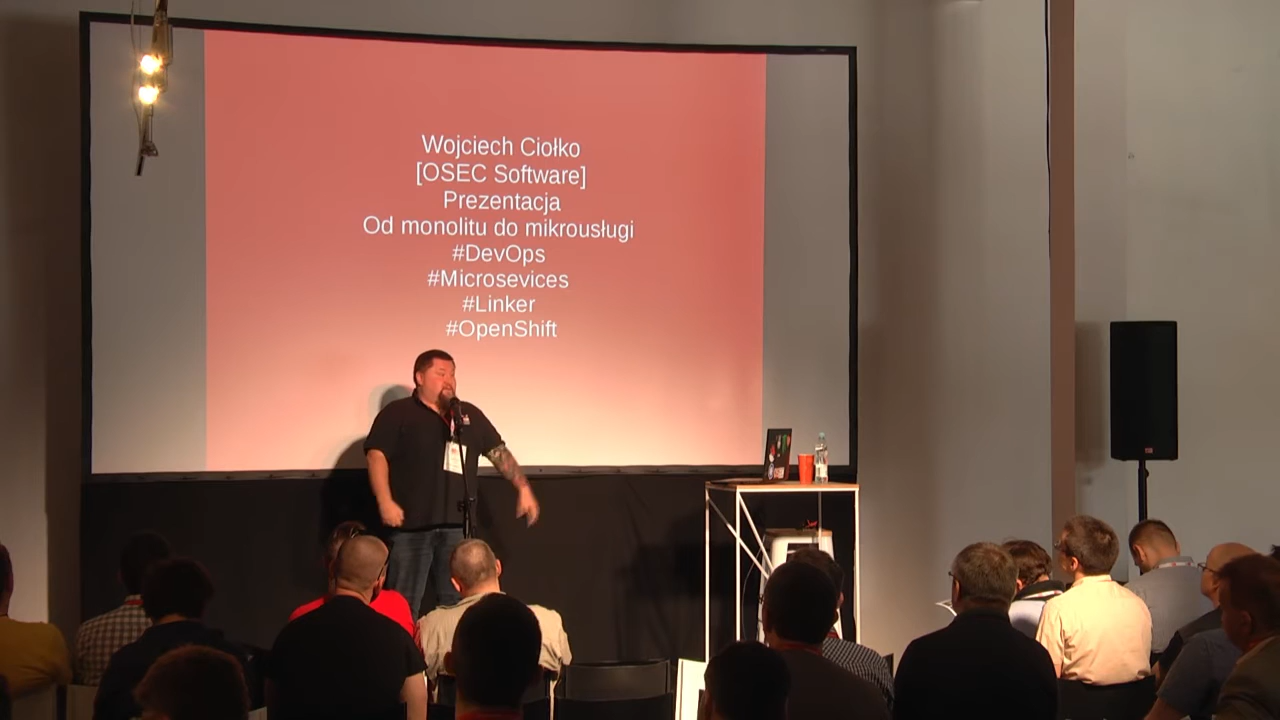 Wojciech Ciołko
[OSEC Software]
Prezentacja
Od monolitu do mikrousługi
#DevOps
#Microsevices
#Linker
#OpenShift